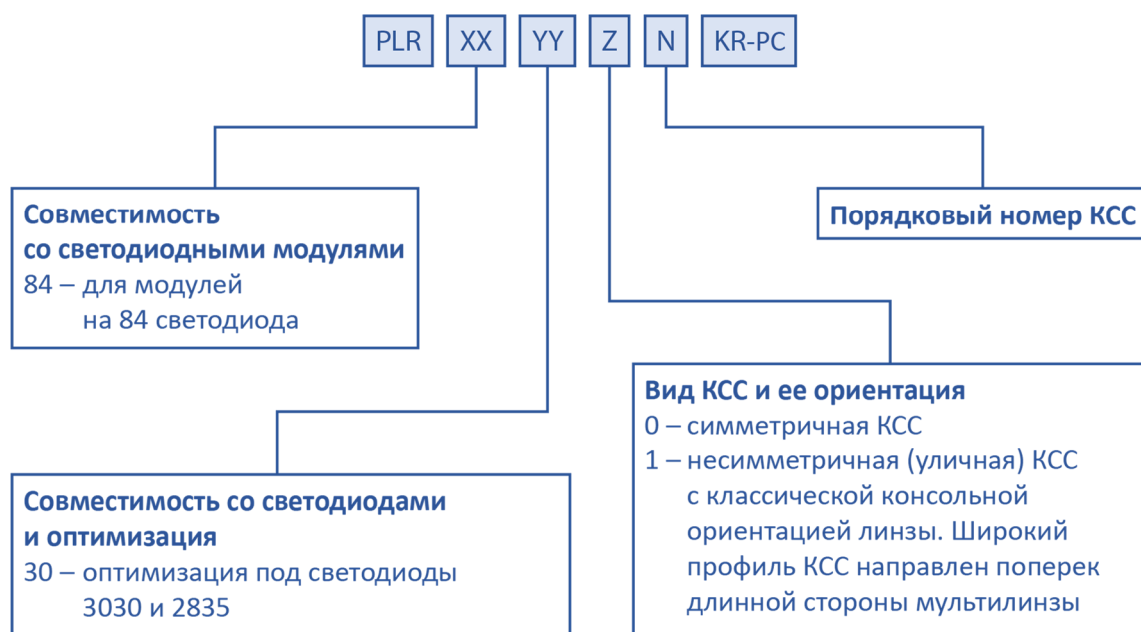 PLR XX YY Z N KR-PC
Совместимость
со светодиодными модулями
84 – для модулей
на 84 светодиода
Порядковый номер КСС
Совместимость со светодиодами
и оптимизация
30 – оптимизация под светодиоды
3030 и 2835
Вид КСС и ее ориентация
0 – симметричная КСС
1 – несимметричная (уличная) КСС
с классической консольной
ориентацией линзы. Широкий
профиль КСС направлен поперек
длинной стороны мультилинзы